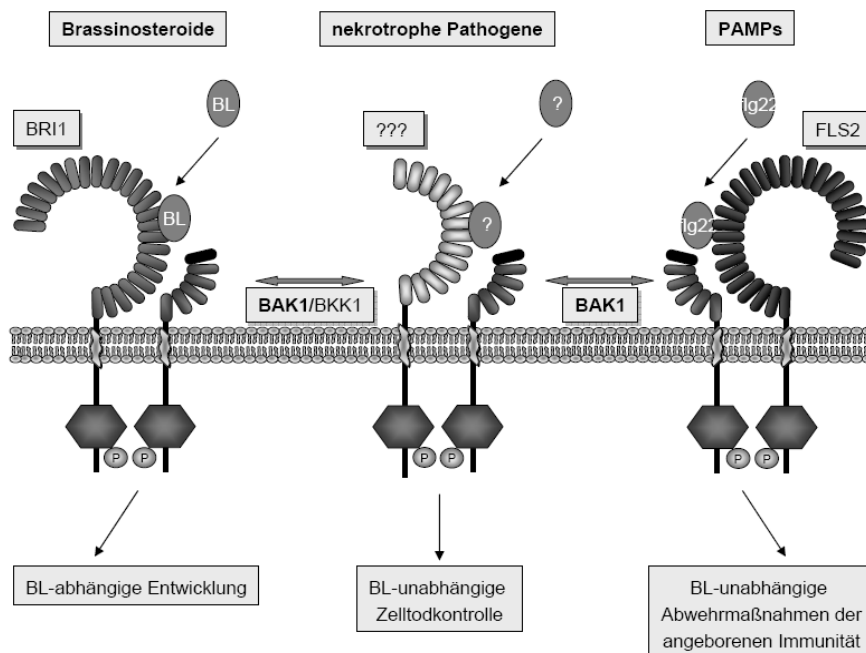 Brassinosteroide
nekrotrophe Pathogene
PAMPs
BL
?
flg22
BRI1
???
FLS2
BL
?
flg22
BAK1/BKK1
BAK1
P
P
P
P
P
P
BL-abhängige Entwicklung
BL-unabhängige
Zelltodkontrolle
BL-unabhängige
Abwehrmaßnahmen der
angeborenen Immunität